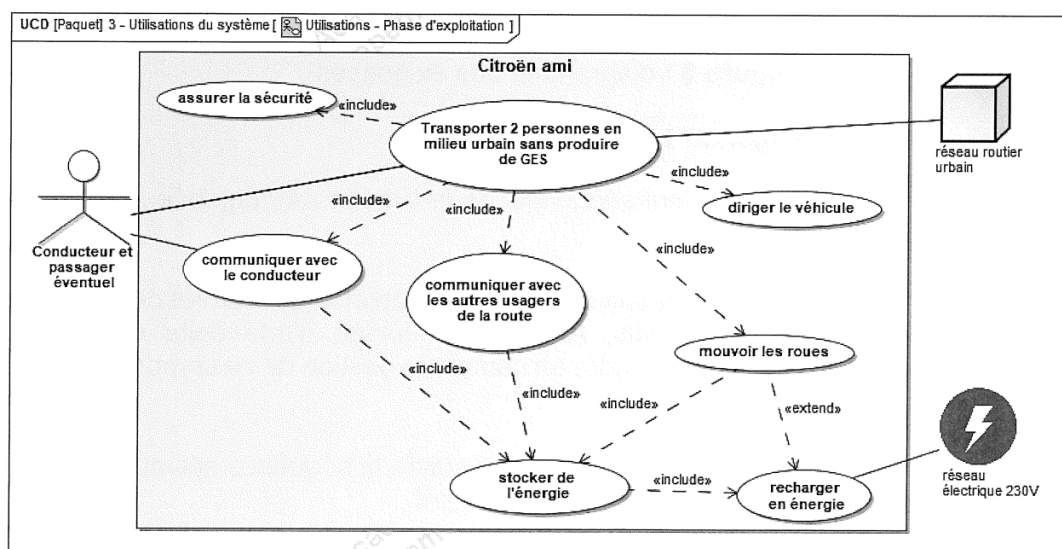 UCD [Paquet] 3 - Utilisations du système [ Utilisations - Phase d'exploitation ]
Citroën ami
assurer la sécurité
«include»
Transporter 2 personnes en
milieu urbain sans produire
de GES
réseau routier
urbain
«include»
diriger le véhicule
«include»
«include»
«include»
Conducteur et
passager
éventuel
communiquer avec
le conducteur
communiquer avec
les autres usagers
de la route
mouvoir les roues
«include»
«include»
«include»
«extend»
stocker de
l'énergie
«include»
recharger
en énergie
réseau
électrique 230V